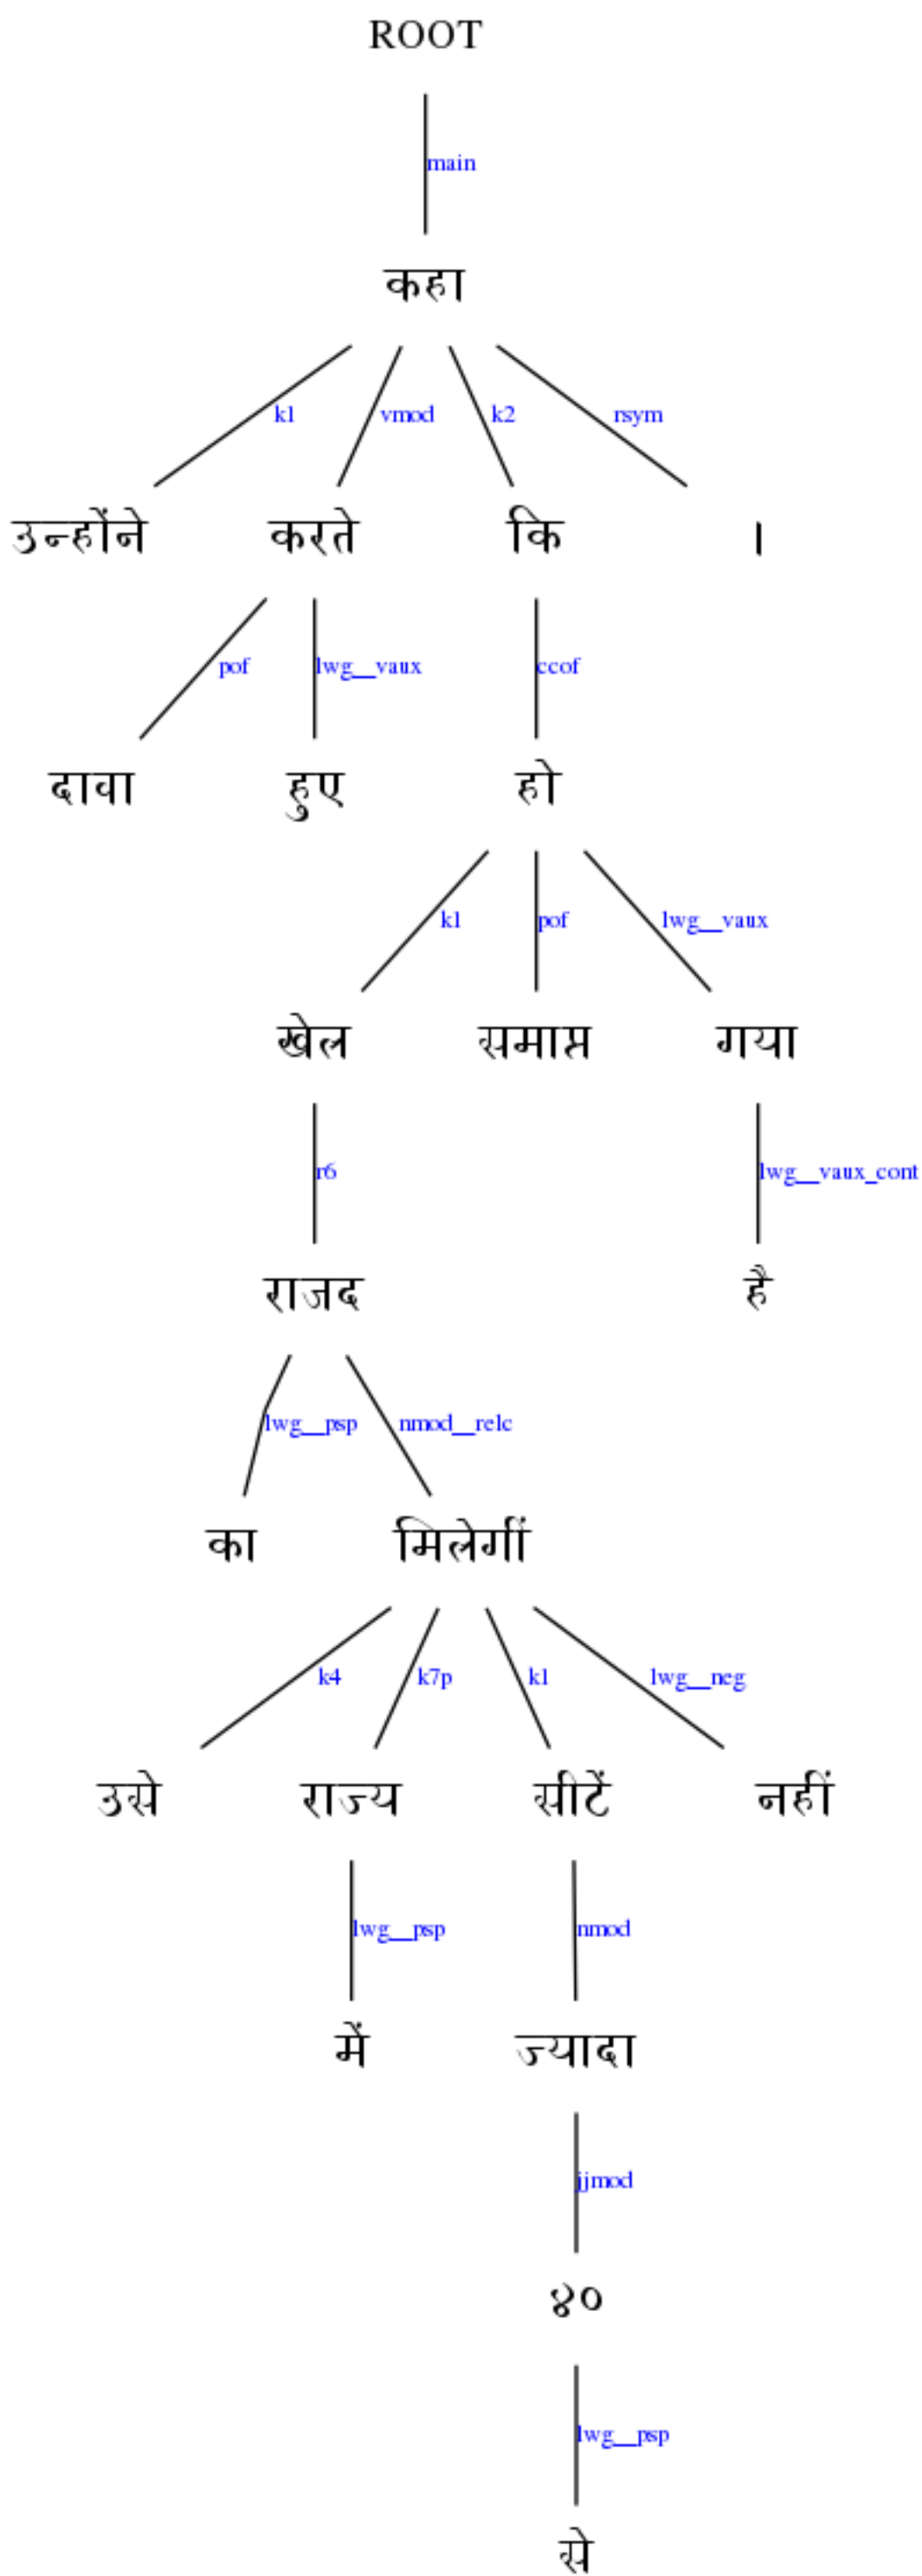 ROOT
main
कहा
k1 vmod k2 rsym
उन्होंने करते कि ।
pof lwg__vaux ccof
दावा हुए हो
k1 pof lwg__vaux
खेल समाप्त गया
r6 lwg__vaux_cont
राजद है
lwg__psp nmod__relc
का मिलेगीं
k4 k7p k1 lwg__neg
उसे राज्य सीटें नहीं
lwg__psp nmod
में ज्यादा
jjmod
४०
lwg__psp
से